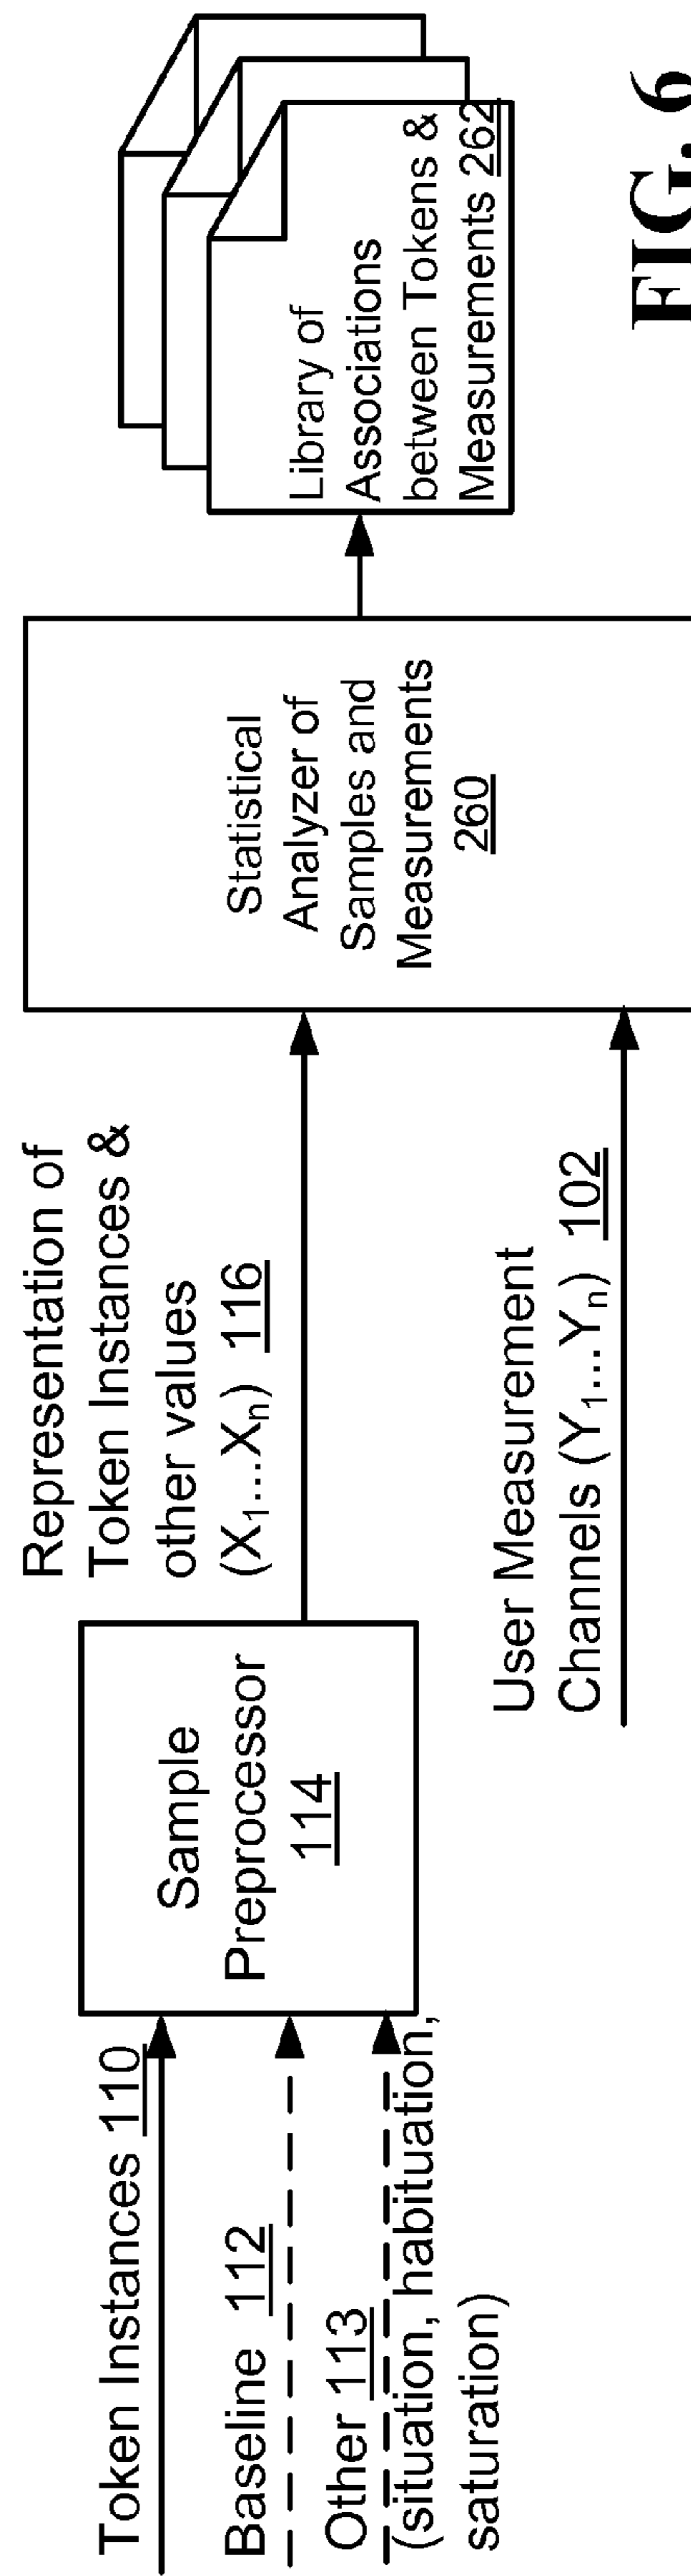 Token Instances 110
Baseline 112
Other 113
(situation, habituation,
saturation)
Sample
Preprocessor
114
Representation of
Token Instances &
other values
(X₁...Xₙ) 116
User Measurement
Channels (Y₁...Yₙ) 102
Statistical
Analyzer of
Samples and
Measurements
260
Library of
Associations
between Tokens &
Measurements 262
FIG. 6